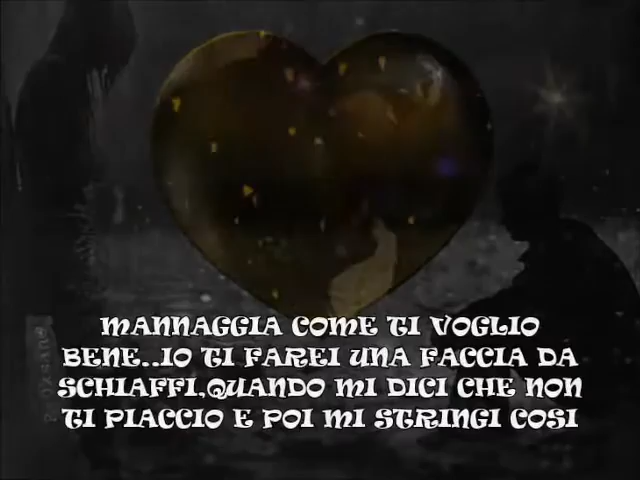 MANNAGGIA COME TI VOGLIO
BENE..IO TI FAREI UNA FACCIA DA
SCHIAFFI,QUANDO MI DICI CHE NON
TI PIACCIO E POI MI STRINGI COSI